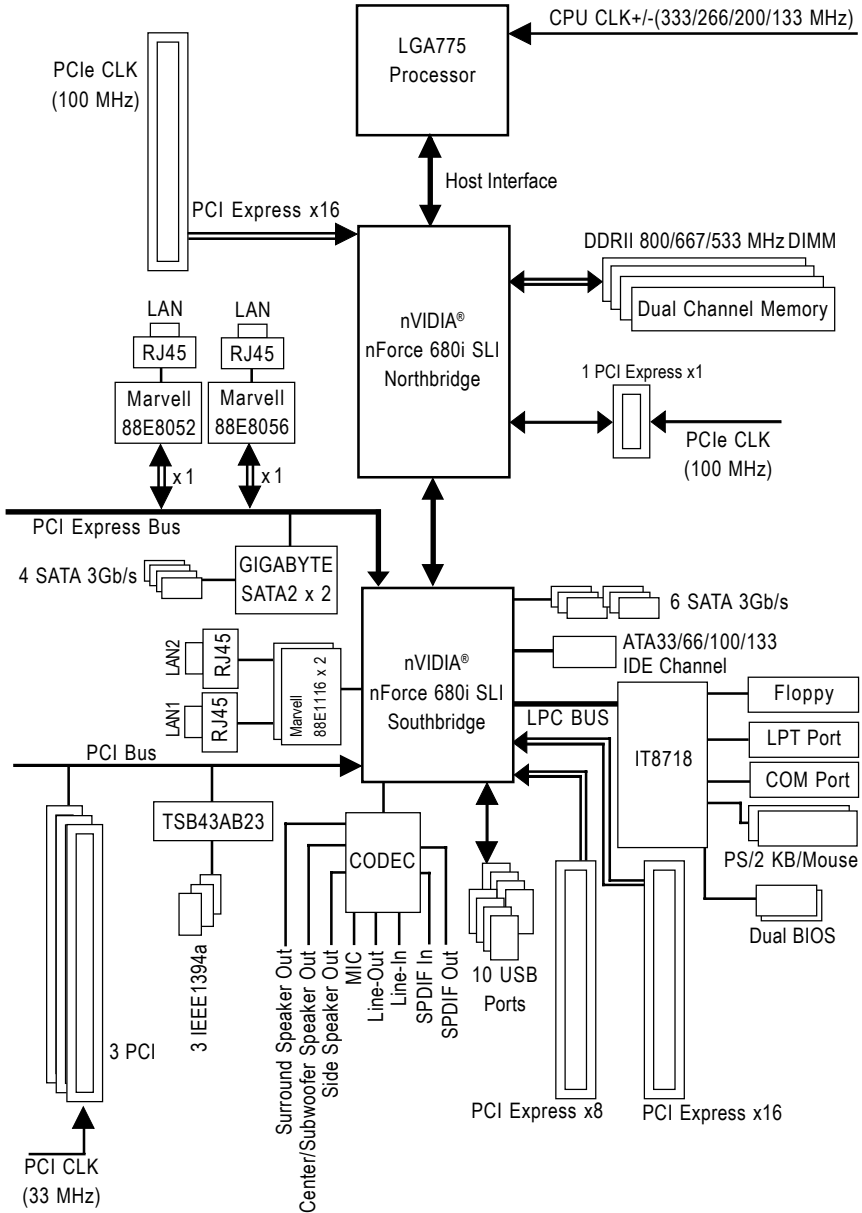 CPU CLK+/-(333/266/200/133 MHz)
LGA775
Processor
PCIe CLK
(100 MHz)
Host Interface
PCI Express x16
DDRII 800/667/533 MHz DIMM
Dual Channel Memory
nVIDIA®
nForce 680i SLI
Northbridge
LAN
LAN
RJ45
RJ45
Marvell
88E8052
Marvell
88E8056
1 PCI Express x1
PCIe CLK
(100 MHz)
x 1
x 1
PCI Express Bus
4 SATA 3Gb/s
GIGABYTE
SATA2 x 2
6 SATA 3Gb/s
ATA33/66/100/133
IDE Channel
nVIDIA®
nForce 680i SLI
Southbridge
LAN2
RJ45
LAN1
RJ45
Marvell
88E1116 x 2
LPC BUS
IT8718
Floppy
LPT Port
COM Port
PS/2 KB/Mouse
Dual BIOS
PCI Bus
TSB43AB23
CODEC
3 IEEE1394a
3 PCI
Surround Speaker Out
Center/Subwoofer Speaker Out
Side Speaker Out
MIC
Line-Out
Line-In
SPDIF In
SPDIF Out
10 USB
Ports
PCI Express x8
PCI Express x16
PCI CLK
(33 MHz)